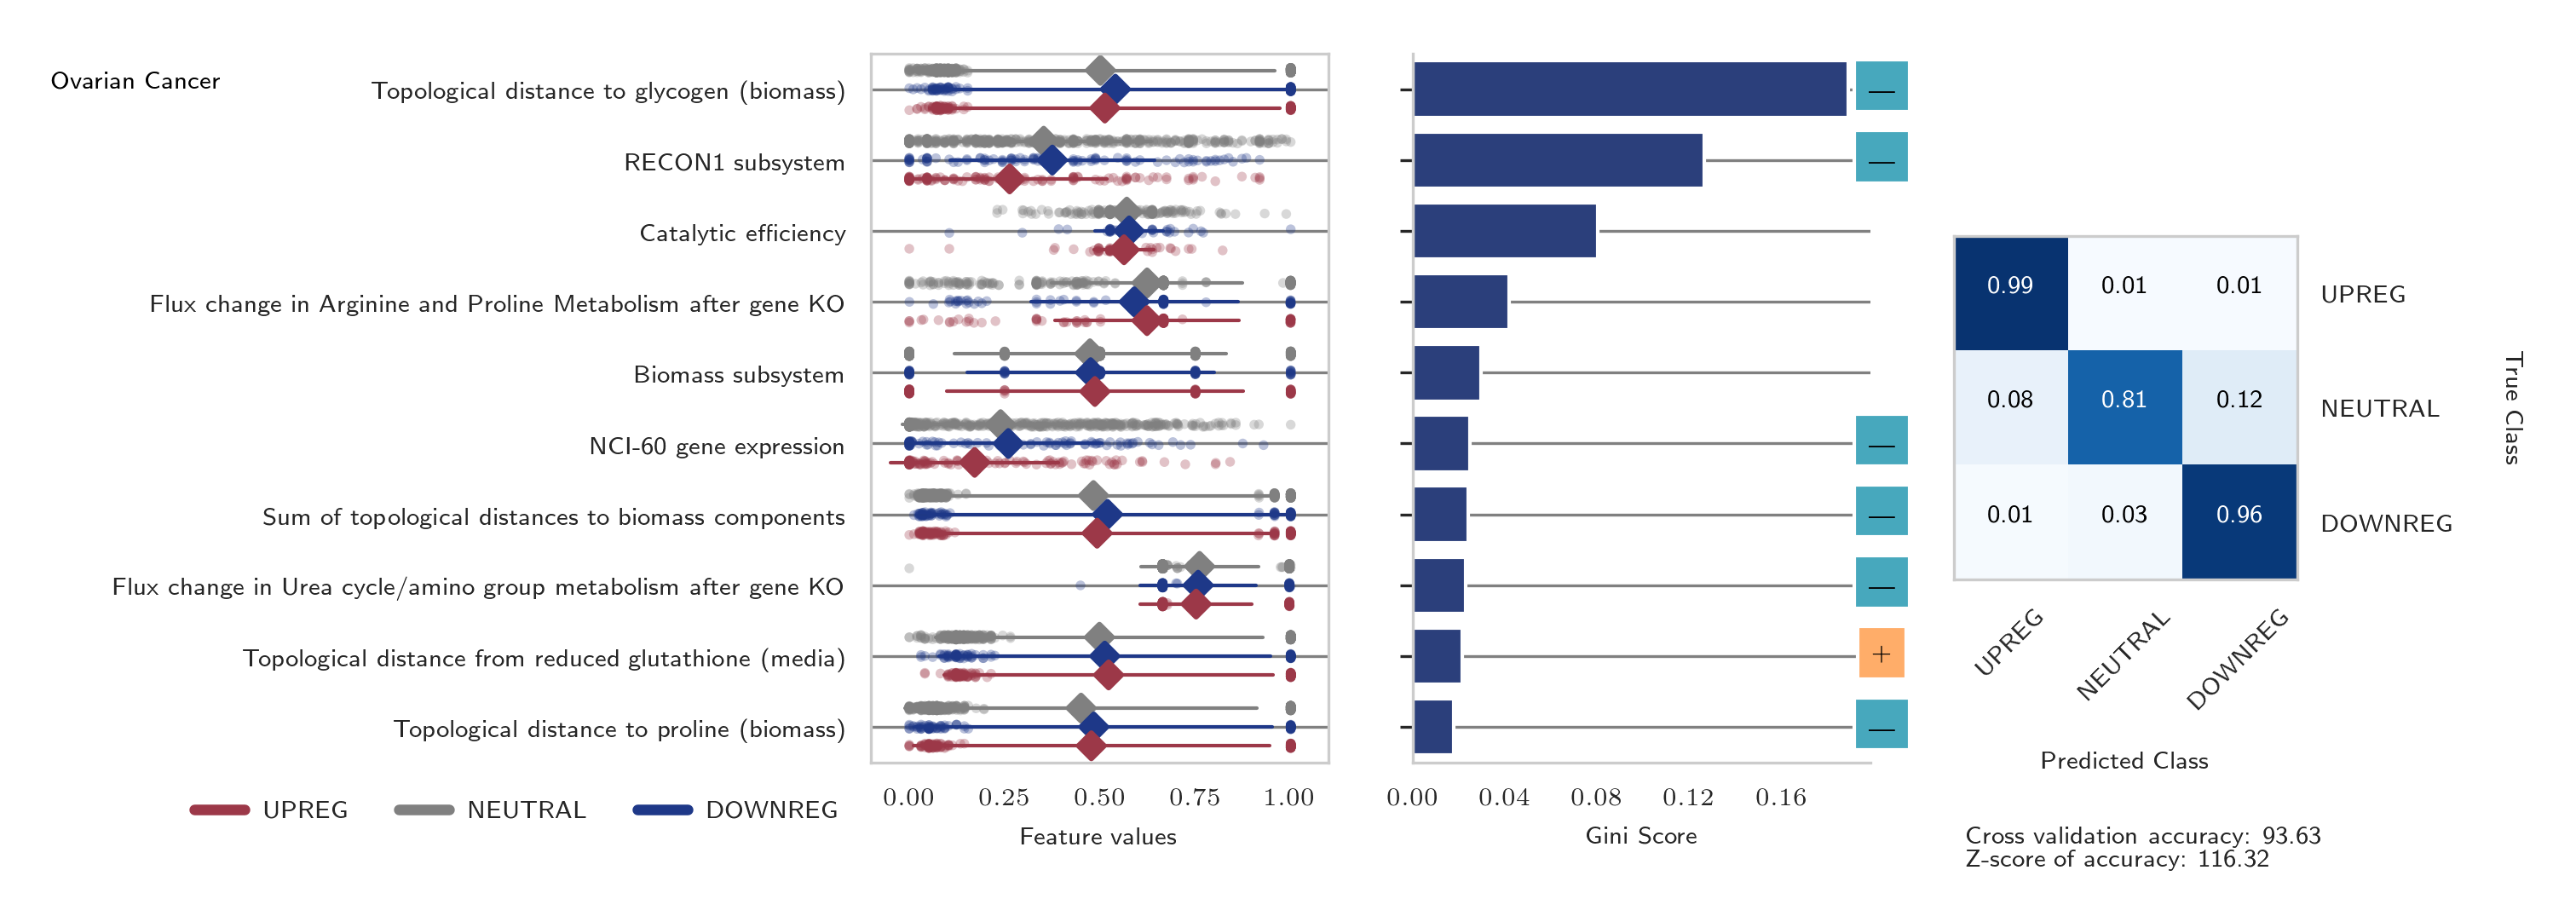 Ovarian Cancer
Topological distance to glycogen (biomass)
RECON1 subsystem
Catalytic efficiency
Flux change in Arginine and Proline Metabolism after gene KO
Biomass subsystem
NCI-60 gene expression
Sum of topological distances to biomass components
Flux change in Urea cycle/amino group metabolism after gene KO
Topological distance from reduced glutathione (media)
Topological distance to proline (biomass)
UPREG NEUTRAL DOWNREG
0.00 0.25 0.50 0.75 1.00
Feature values
—
—
—
—
—
+
—
0.00 0.04 0.08 0.12 0.16
Gini Score
0.99 0.01 0.01 UPREG
0.08 0.81 0.12 NEUTRAL
0.01 0.03 0.96 DOWNREG
True Class
UPREG NEUTRAL DOWNREG
Predicted Class
Cross validation accuracy: 93.63
Z-score of accuracy: 116.32